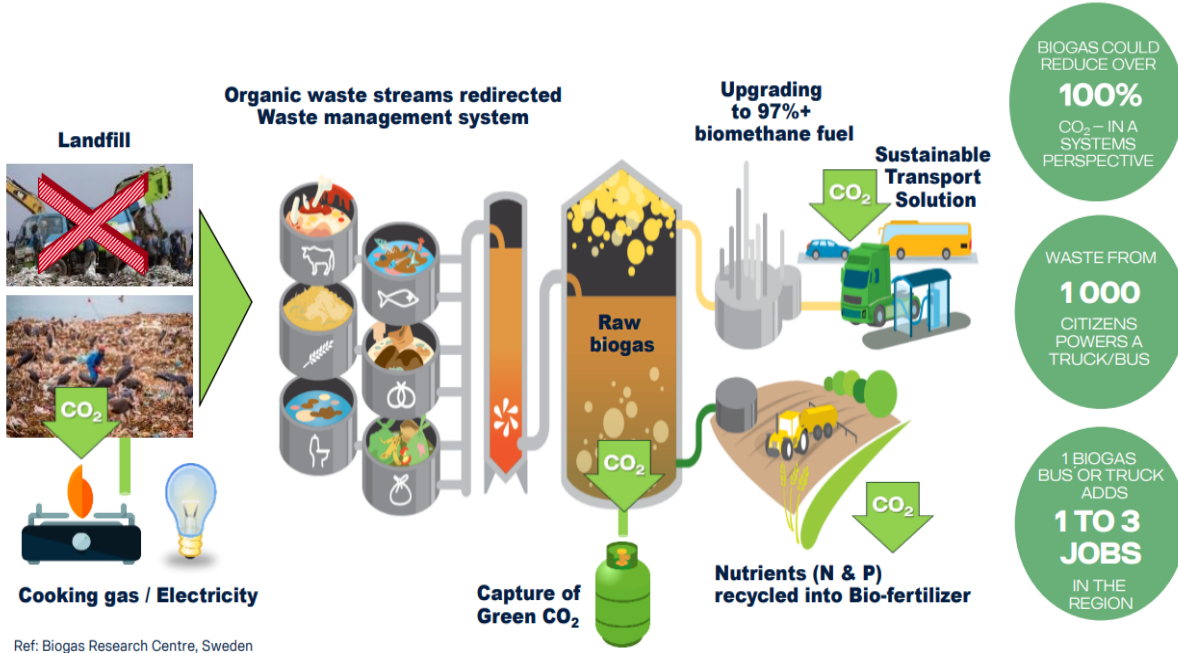 Landfill
CO₂
Cooking gas / Electricity
Ref: Biogas Research Centre, Sweden
Organic waste streams redirected
Waste management system
Raw
biogas
CO₂
Capture of
Green CO₂
Upgrading
to 97%+
biomethane fuel
Sustainable
Transport
Solution
CO₂
CO₂
Nutrients (N & P)
recycled into Bio-fertilizer
BIOGAS COULD
REDUCE OVER
100%
CO₂ – IN A
SYSTEMS
PERSPECTIVE
WASTE FROM
1 000
CITIZENS
POWERS A
TRUCK/BUS
1 BIOGAS
BUS OR TRUCK
ADDS
1 TO 3
JOBS
IN THE
REGION